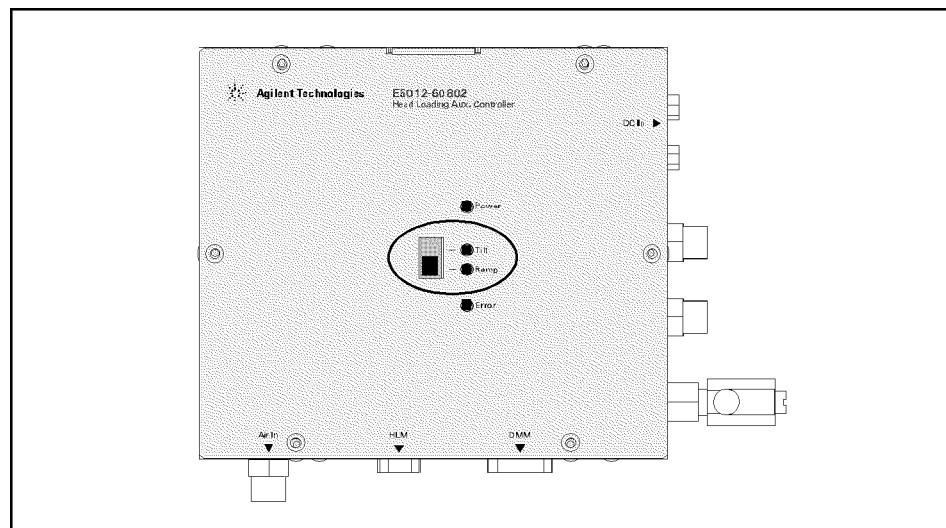 Agilent Technologies
E5012-60802
Head Loading Aux. Controller
DC In
Power
Tilt
Ramp
Error
Air In
HLM
DMM